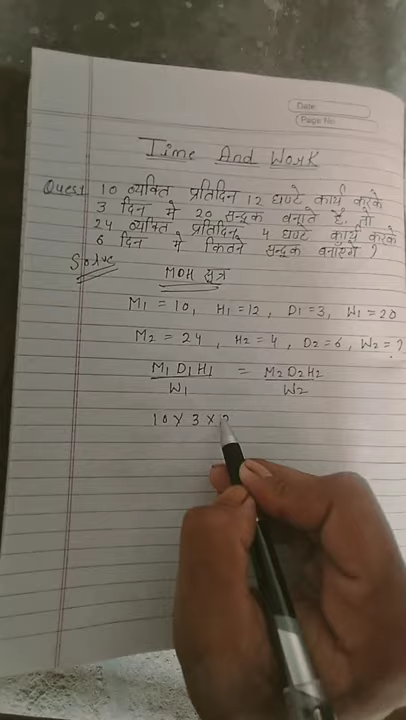 Date:
Page No.
Time And Work
Ques:- 10 व्यक्ति प्रतिदिन 12 घण्टे कार्य करके
3 दिन मे 20 सन्दूक बनाते है, तो
24 व्यक्ति प्रतिदिन, 4 घण्टे कार्य करके
6 दिन मे कितने सन्दूक बनाएँगे ?
Solve
MDH सूत्र
M₁ = 10, H₁ = 12, D₁ = 3, W₁ = 20
M₂ = 24, H₂ = 4, D₂ = 6, W₂ = ?
M₁ D₁ H₁ / W₁ = M₂ D₂ H₂ / W₂
10 × 3 ×